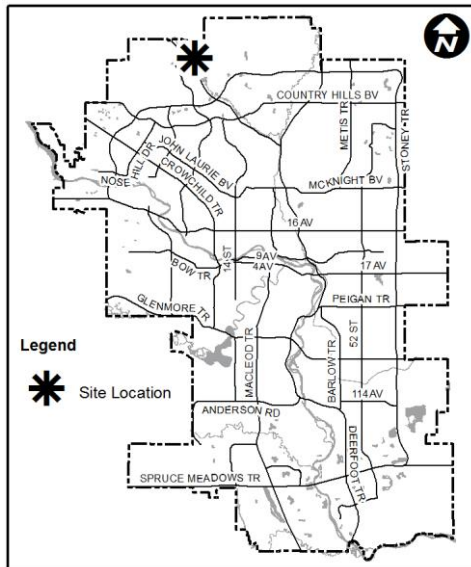 N
COUNTRY HILLS BV
METIS TR
STONEY TR
JOHN LAURIE BV
CROWCHILD TR
NOSE HILL DR
MCKNIGHT BV
16 AV
14 ST
9 AV
4 AV
17 AV
BOW TR
PEIGAN TR
GLENMORE TR
Legend
Site Location
MACLEOD TR
BARLOW TR
52 ST
114 AV
ANDERSON RD
DEERFOOT TR
SPRUCE MEADOWS TR